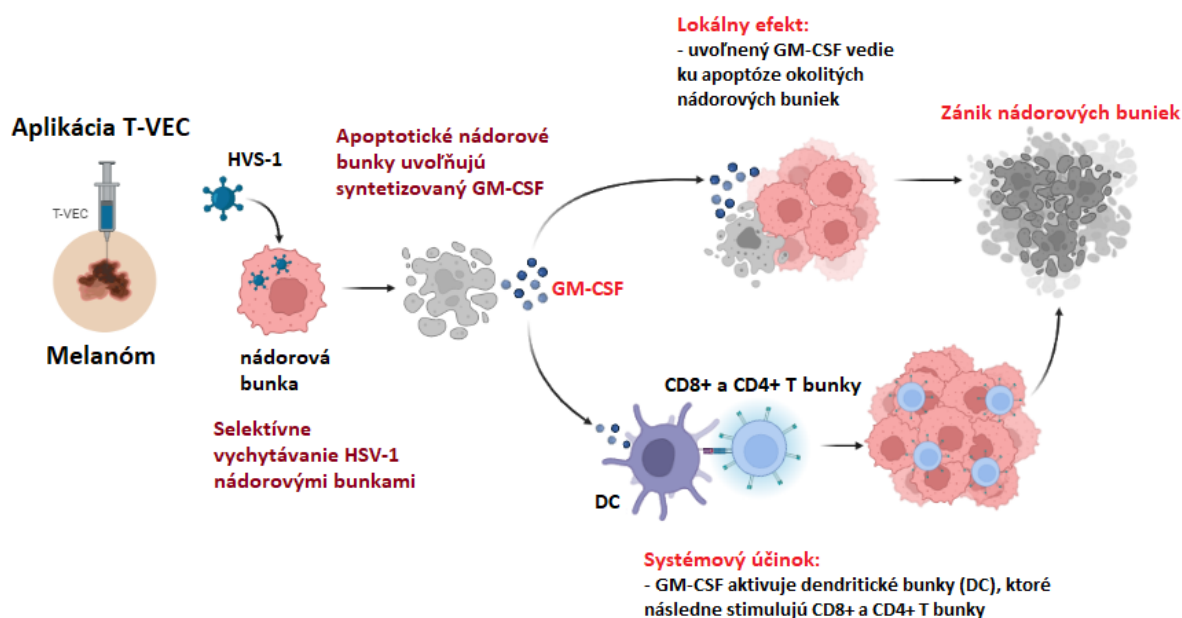 Aplikácia T-VEC
T-VEC
Melanóm
HVS-1
nádorová
bunka
Selektívne
vychytávanie HSV-1
nádorovými bunkami
Apoptotické nádorové
bunky uvoľňujú
syntetizovaný GM-CSF
GM-CSF
Lokálny efekt:
- uvoľnený GM-CSF vedie
ku apoptóze okolitých
nádorových buniek
Zánik nádorových buniek
CD8+ a CD4+ T bunky
DC
Systémový účinok:
- GM-CSF aktivuje dendritické bunky (DC), ktoré
následne stimulujú CD8+ a CD4+ T bunky